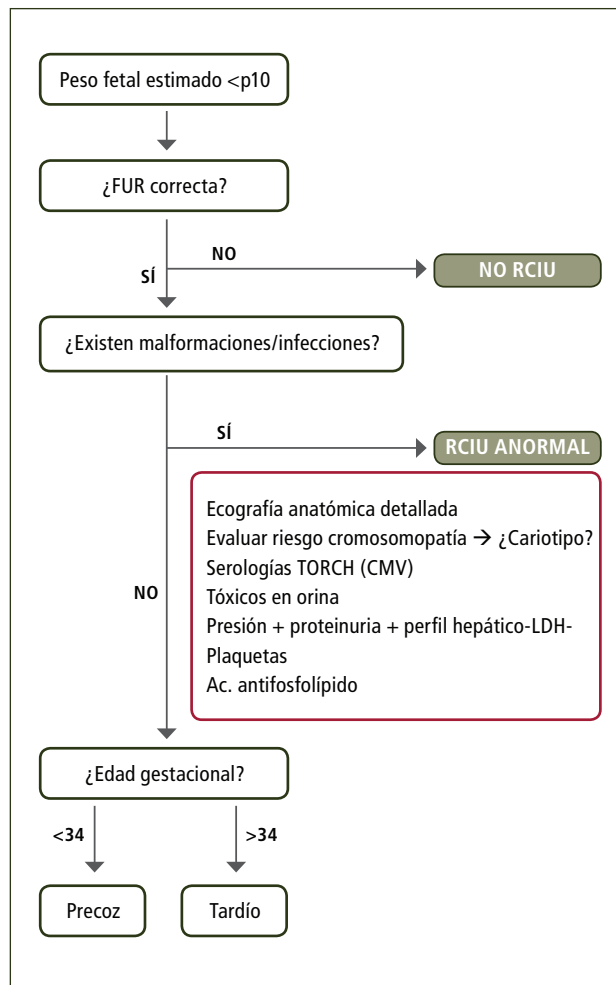 Peso fetal estimado <p10
¿FUR correcta?
NO
SÍ
NO RCIU
¿Existen malformaciones/infecciones?
SÍ
RCIU ANORMAL
Ecografía anatómica detallada
Evaluar riesgo cromosomopatía → ¿Cariotipo?
Serologías TORCH (CMV)
Tóxicos en orina
Presión + proteinuria + perfil hepático-LDH-
Plaquetas
Ac. antifosfolípido
NO
¿Edad gestacional?
<34
>34
Precoz
Tardío